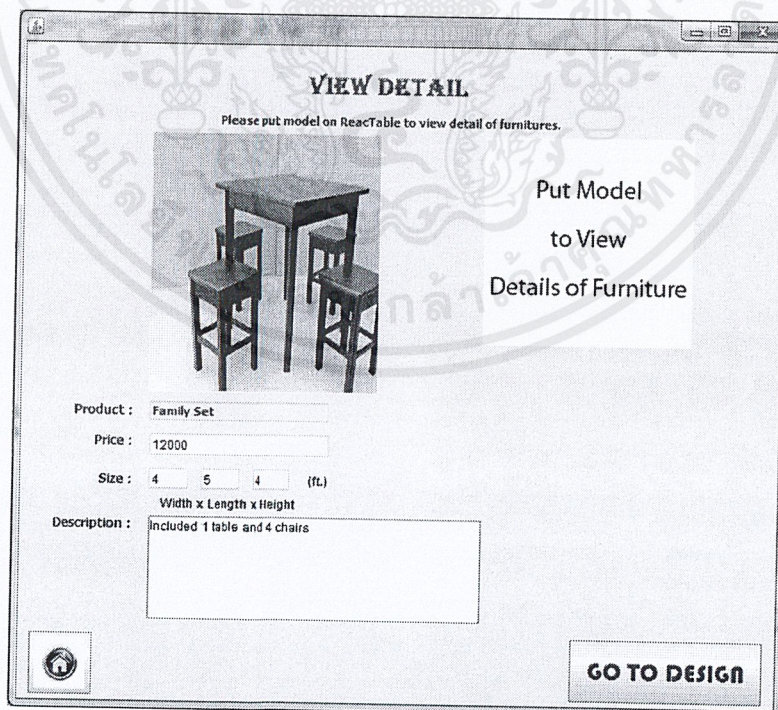 VIEW DETAIL
Please put model on ReacTable to view detail of furnitures.
Put Model
to View
Details of Furniture
Product : Family Set
Price : 12000
Size : 4 5 4 (ft.)
Width x Length x Height
Description : Included 1 table and 4 chairs
GO TO DESIGN